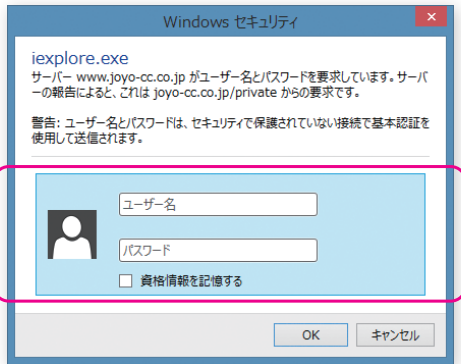 Windows セキュリティ
iexplore.exe
サーバー www.joyo-cc.co.jp がユーザー名とパスワードを要求しています。サーバ
ーの報告によると、これは joyo-cc.co.jp/private からの要求です。
警告: ユーザー名とパスワードは、セキュリティで保護されていない接続で基本認証を
使用して送信されます。
ユーザー名
パスワード
資格情報を記憶する
OK キャンセル